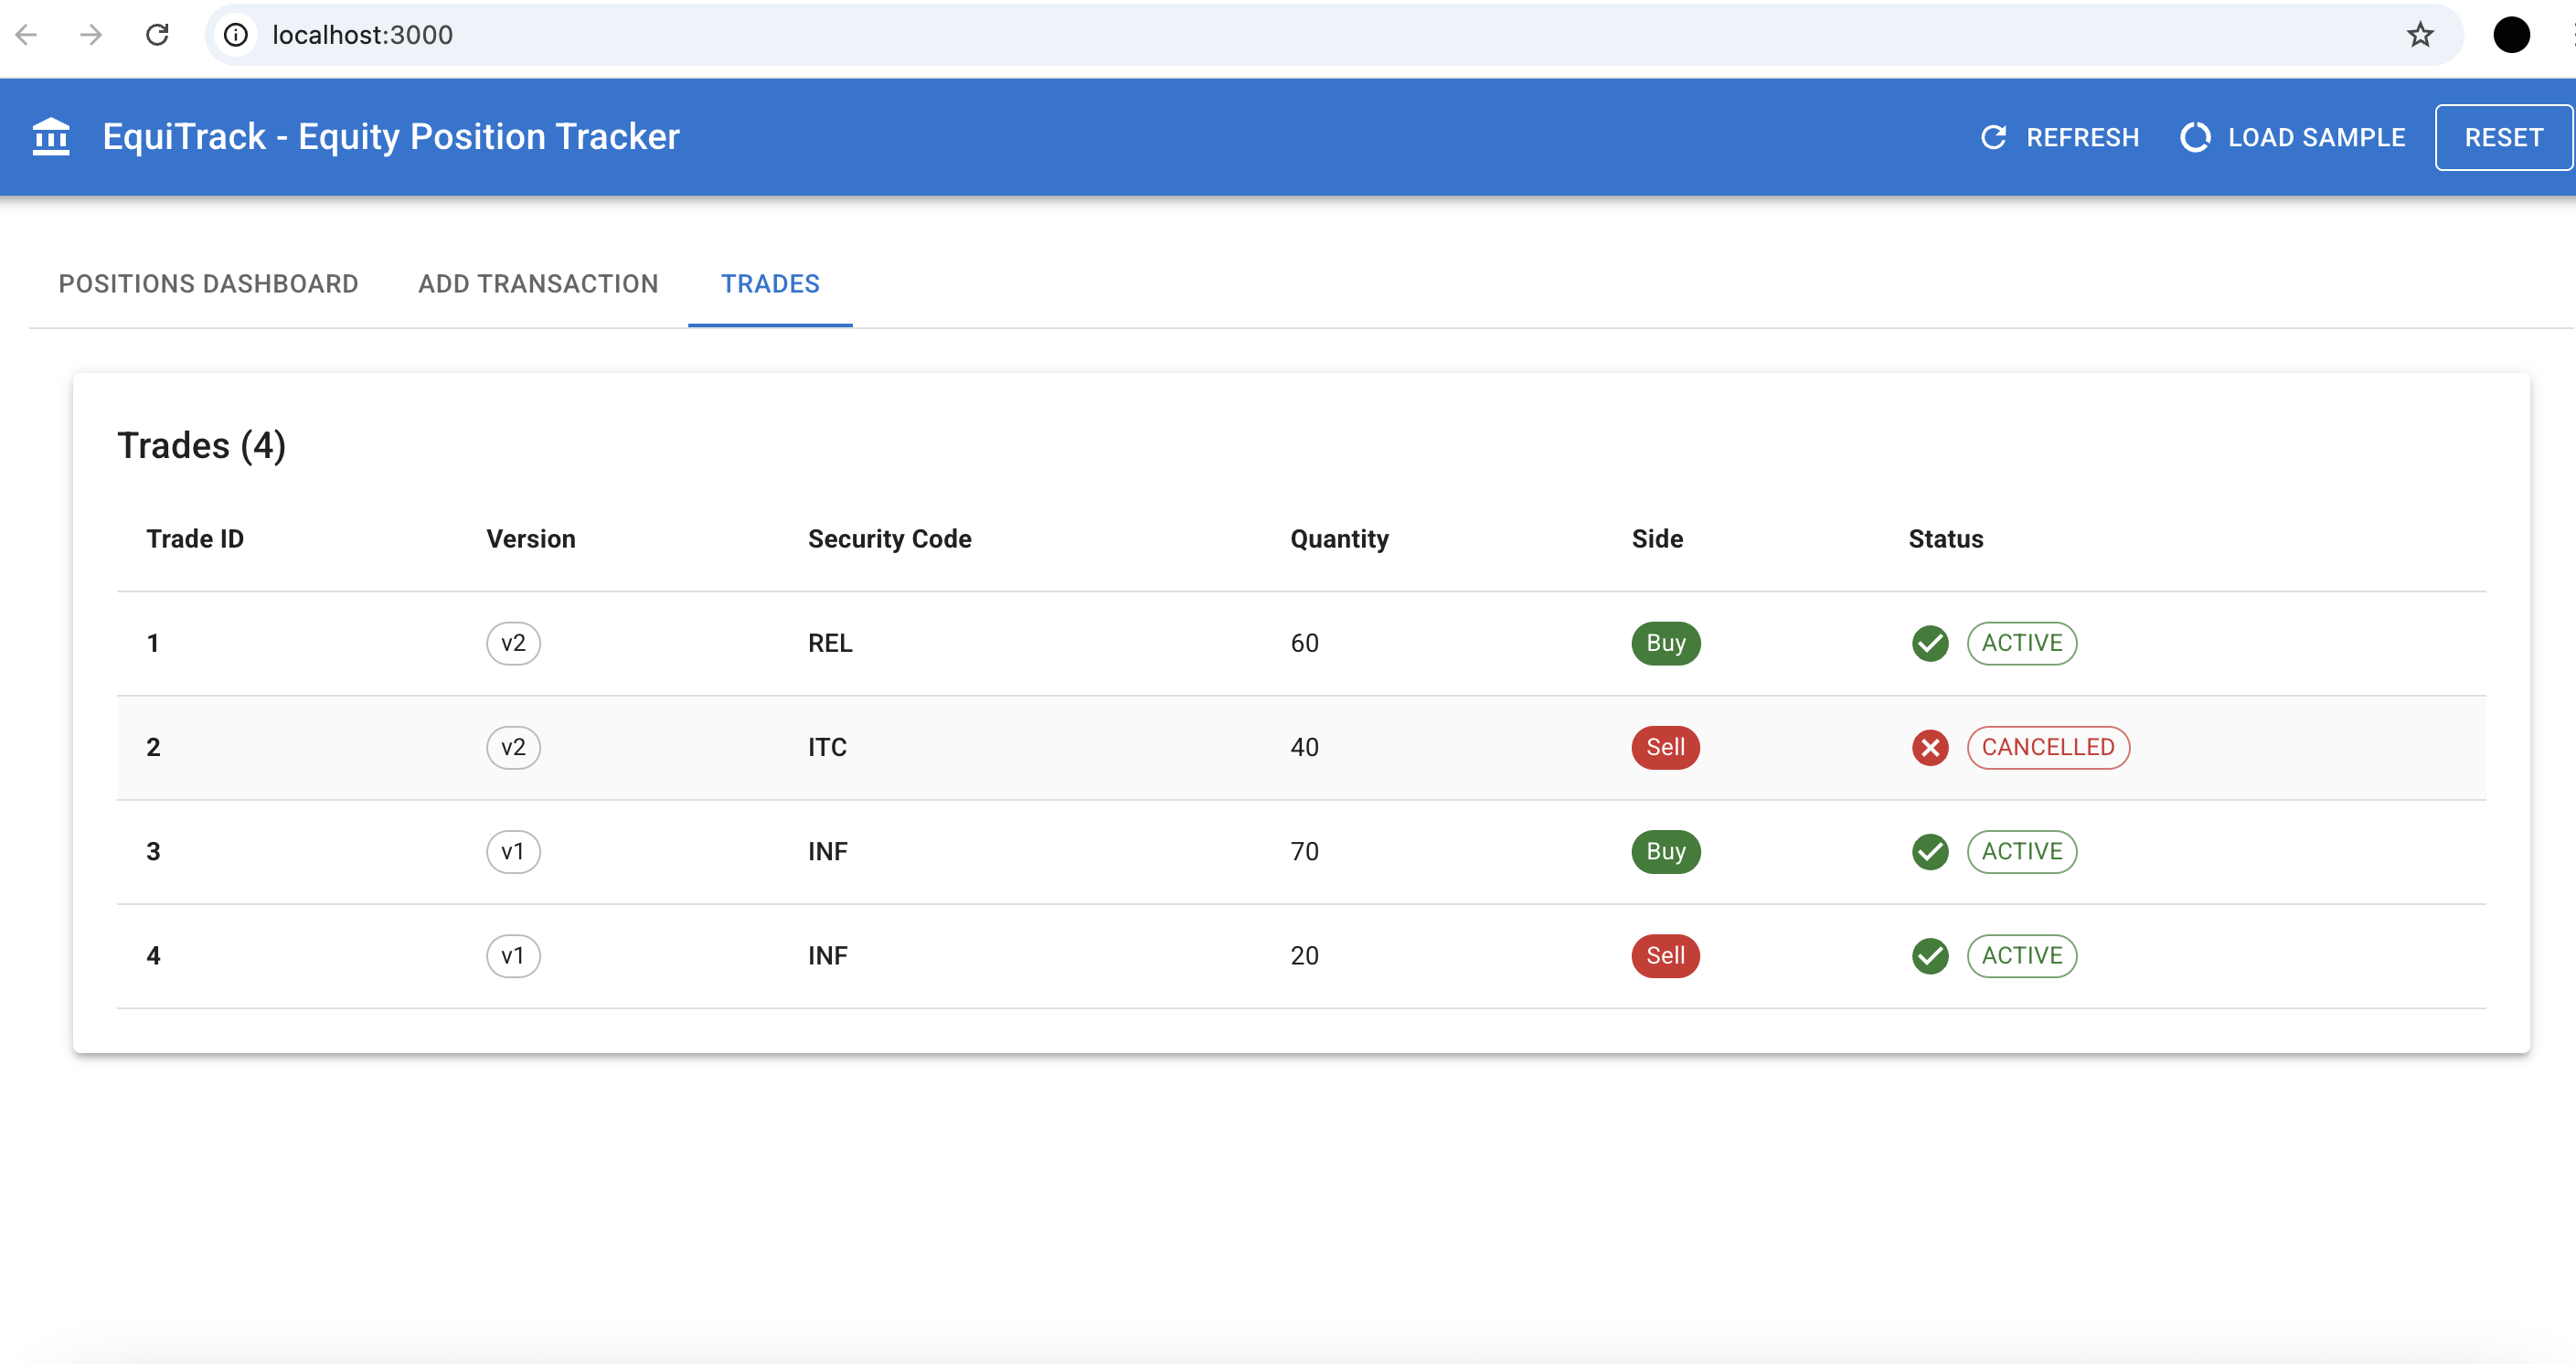 localhost:3000
EquiTrack - Equity Position Tracker REFRESH LOAD SAMPLE RESET
POSITIONS DASHBOARD ADD TRANSACTION TRADES
Trades (4)
Trade ID Version Security Code Quantity Side Status
1 v2 REL 60 Buy ACTIVE
2 v2 ITC 40 Sell CANCELLED
3 v1 INF 70 Buy ACTIVE
4 v1 INF 20 Sell ACTIVE